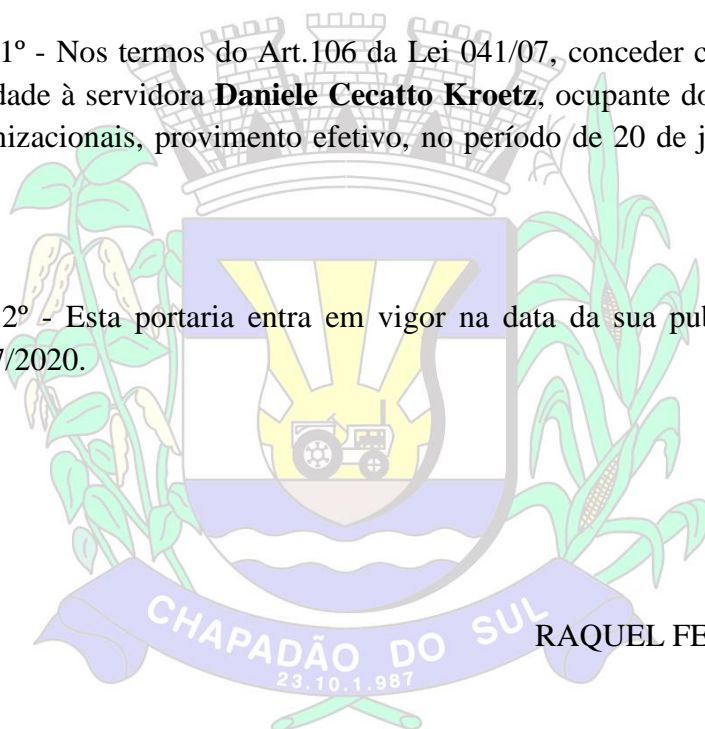 1º - Nos termos do Art.106 da Lei 041/07, conceder c
dade à servidora Daniele Cecatto Kroetz, ocupante do
nizacionais, provimento efetivo, no período de 20 de j
2º - Esta portaria entra em vigor na data da sua pub
7/2020.
RAQUEL FE
CHAPADÃO DO SUL
23.10.1.987